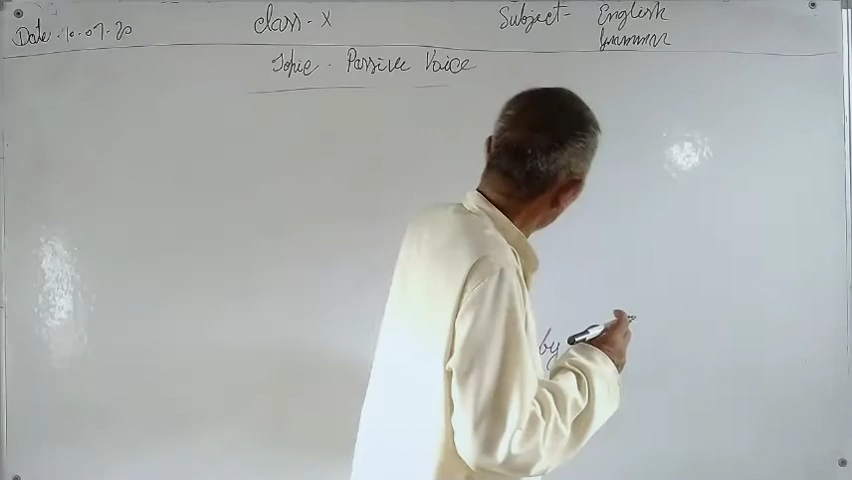 Date. 10-07-20 Class - X Subject - English
Grammar
Topic. Passive Voice
by